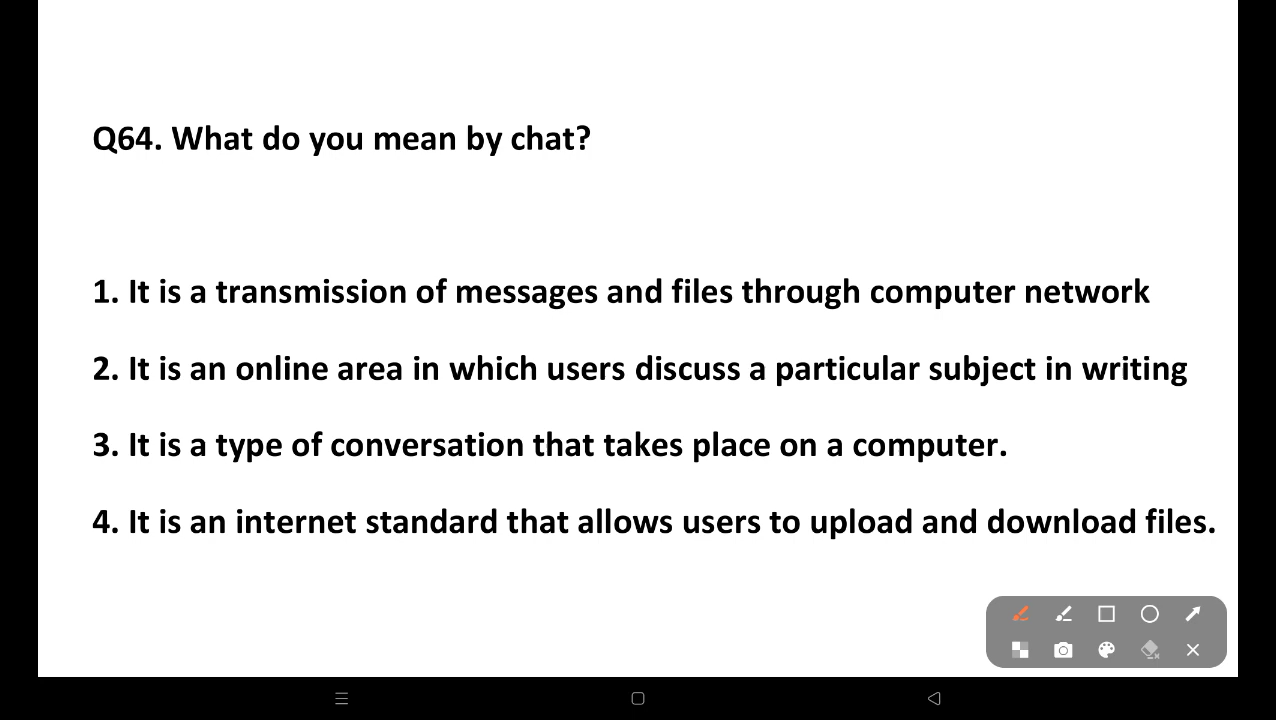 Q64. What do you mean by chat?
1. It is a transmission of messages and files through computer network
2. It is an online area in which users discuss a particular subject in writing
3. It is a type of conversation that takes place on a computer.
4. It is an internet standard that allows users to upload and download files.